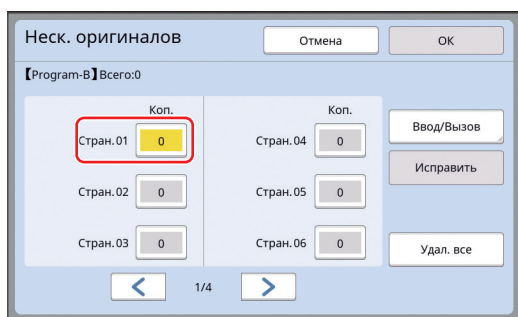 Неск. оригиналов
Отмена
ОК
【Program-B】Всего:0
Коп.
Коп.
Стран.01 0
Стран.04 0
Ввод/Вызов
Стран.02 0
Стран.05 0
Исправить
Стран.03 0
Стран.06 0
Удал. все
1/4